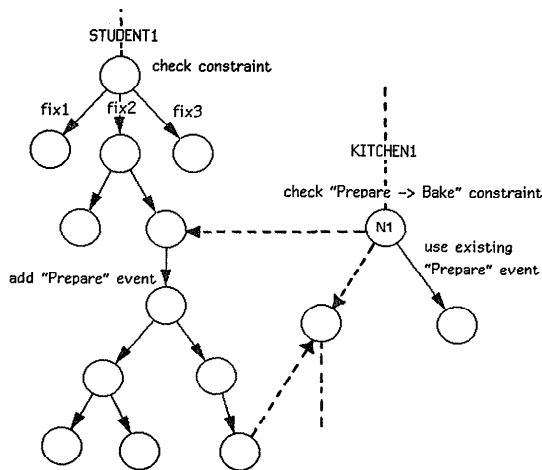 STUDENT1
check constraint
fix1
fix2
fix3
KITCHEN1
check "Prepare -> Bake" constraint
N1
use existing
"Prepare" event
add "Prepare" event